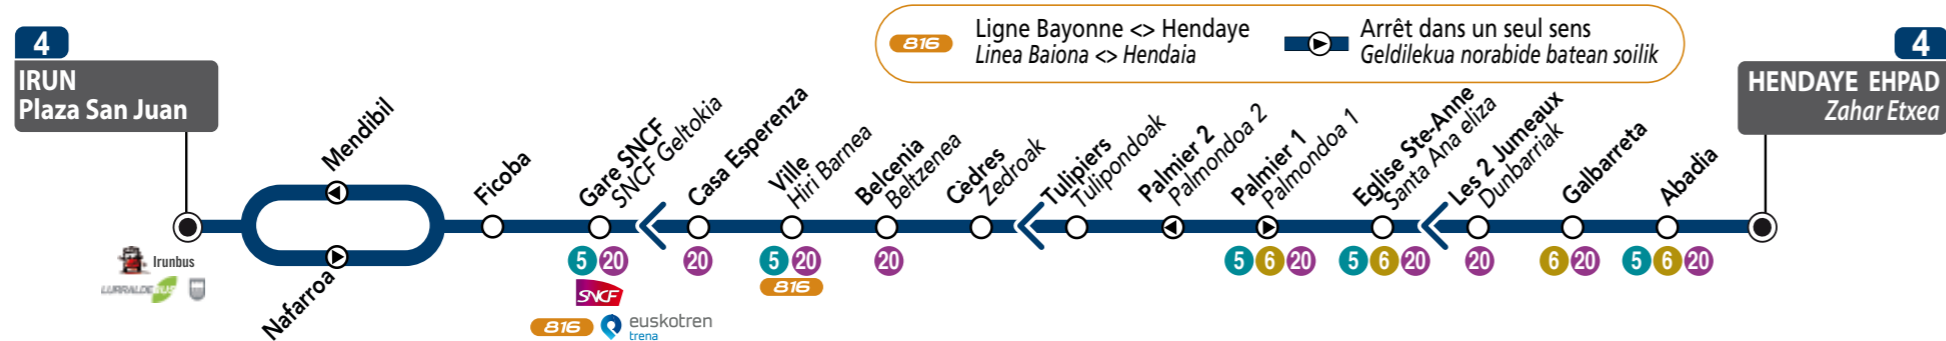 4
IRUN
Plaza San Juan
816
Ligne Bayonne <> Hendaye
Linea Baiona <> Hendaia
Arrêt dans un seul sens
Geldilekua norabide batean soilik
4
HENDAYE EHPAD
Zahar Etxea
Mendibil
Nafarroa
Ficoba
Gare SNCF
SNCF Geltokia
Casa Esperenza
Ville
Hiri Barnea
Belcenia
Beltzenea
Cèdres
Zedroak
Tulipiers
Tulipondoak
Palmier 2
Palmondoa 2
Palmier 1
Palmondoa 1
Eglise Ste-Anne
Santa Ana eliza
Les 2 Jumeaux
Dunbarriak
Galbarreta
Abadia
Irunbus
LURRALDEBUS
5 20
SNCF
816
euskotren
trena
20
5 20
816
20
5 6 20
5 6 20
20
6 20
5 6 20